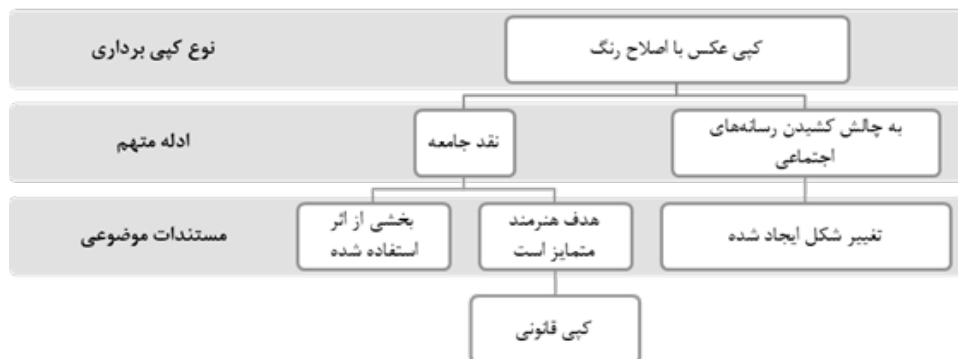 نوع کپی برداری
کپی عکس با اصلاح رنگ
ادله متهم
به چالش کشیدن رسانه‌های
اجتماعی
نقد جامعه
مستندات موضوعی
تغییر شکل ایجاد شده
هدف هنرمند
متمایز است
بخشی از اثر
استفاده شده
کپی قانونی